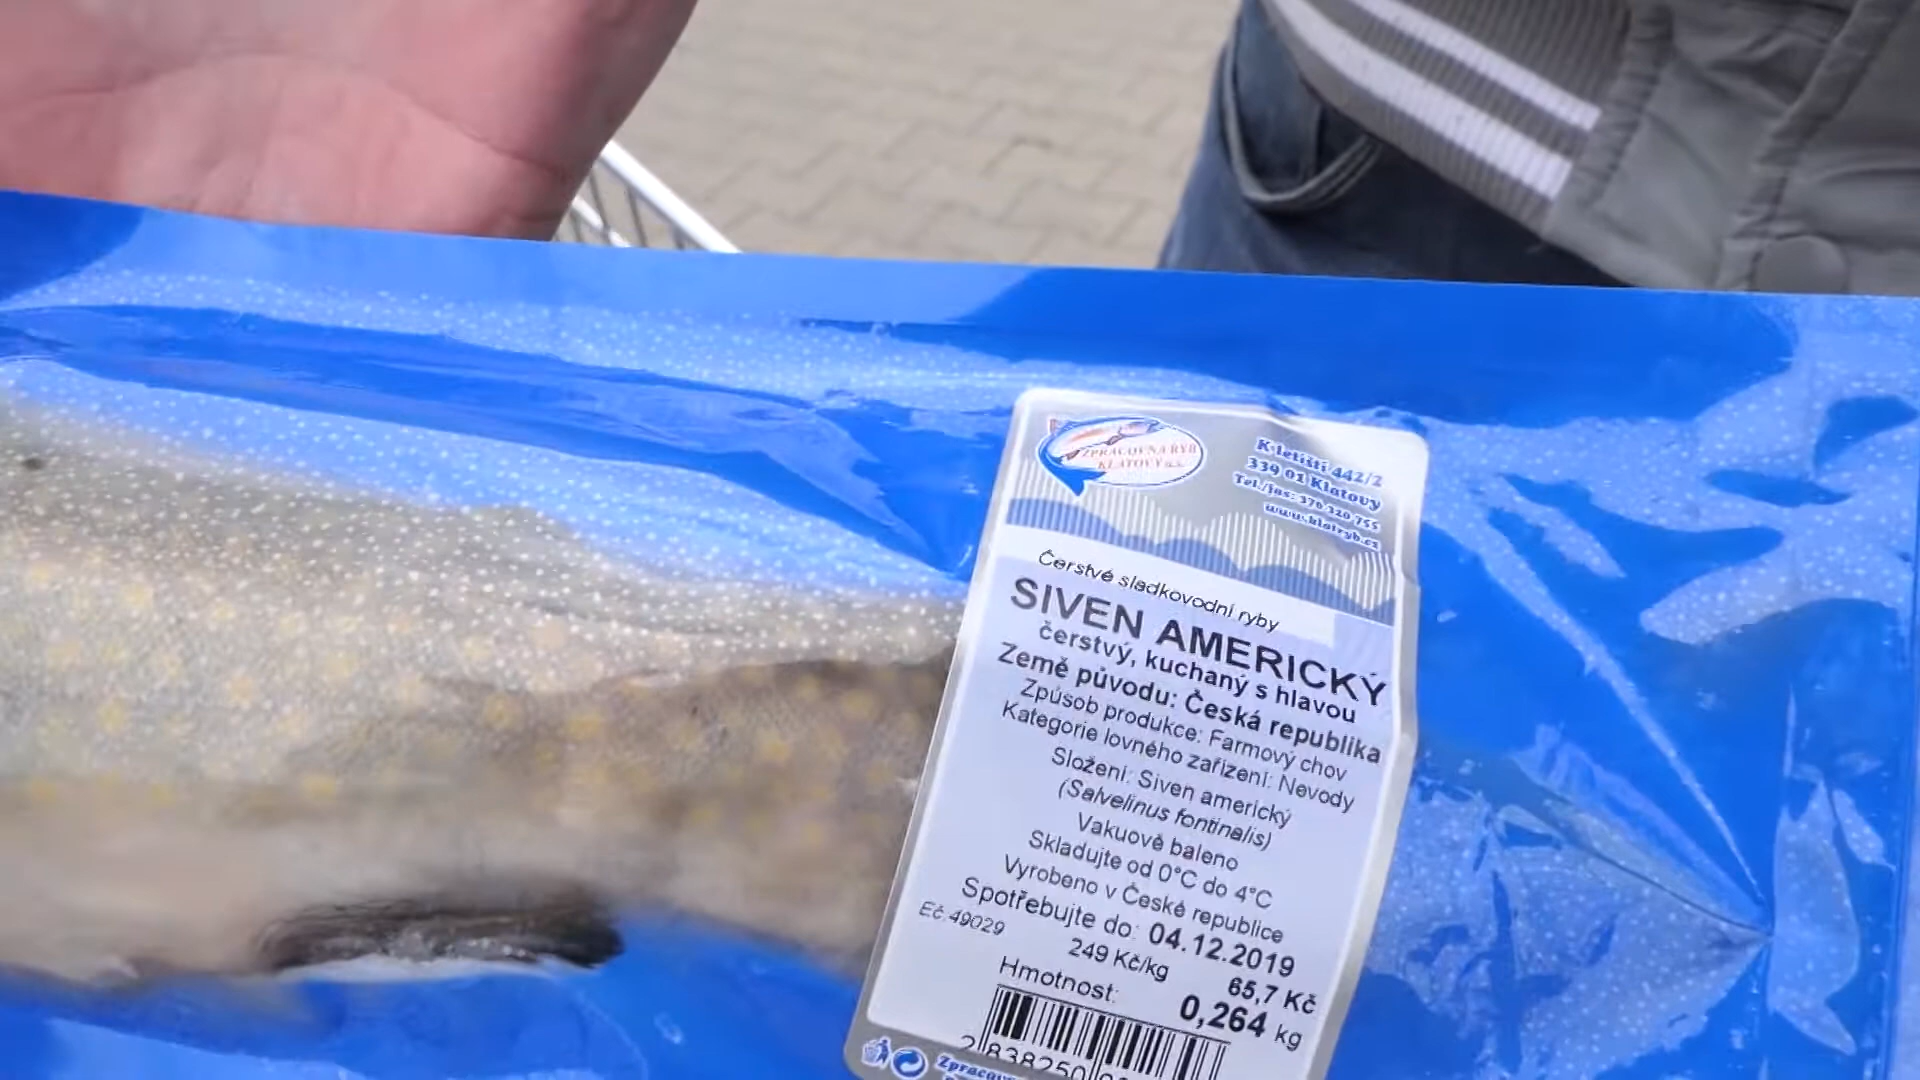 ZPRACOVNA RYB
KLATOVY a.s.
K letišti 442/2
339 01 Klatovy
Tel./fax: 376 320 755
www.klatryb.cz
Čerstvé sladkovodní ryby
SIVEN AMERICKÝ
čerstvý, kuchaný s hlavou
Země původu: Česká republika
Způsob produkce: Farmový chov
Kategorie lovného zařízení: Nevody
Složení: Siven americký
(Salvelinus fontinalis)
Vakuově baleno
Skladujte od 0°C do 4°C
Vyrobeno v České republice
Spotřebujte do: 04.12.2019
Eč.49029
249 Kč/kg 65,7 Kč
Hmotnost: 0,264 kg
2 838250